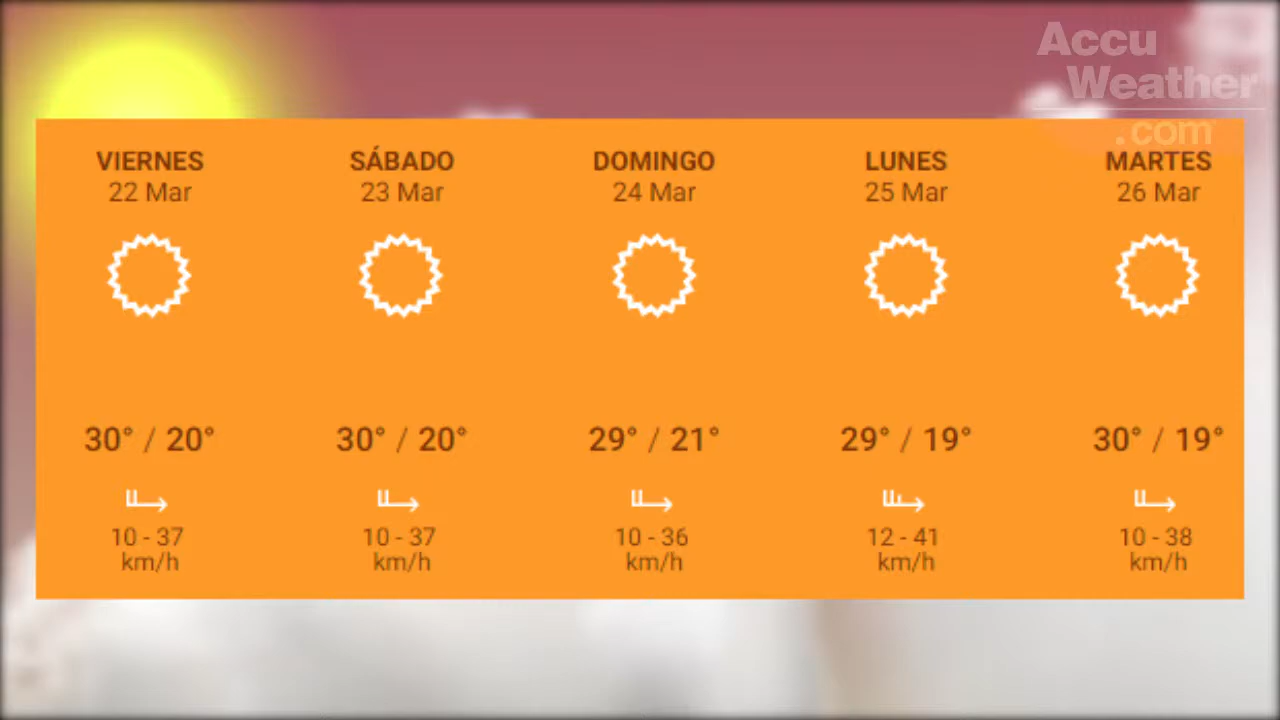 Accu
Weather
.com
VIERNES
22 Mar
30° / 20°
10 - 37
km/h
SÁBADO
23 Mar
30° / 20°
10 - 37
km/h
DOMINGO
24 Mar
29° / 21°
10 - 36
km/h
LUNES
25 Mar
29° / 19°
12 - 41
km/h
MARTES
26 Mar
30° / 19°
10 - 38
km/h